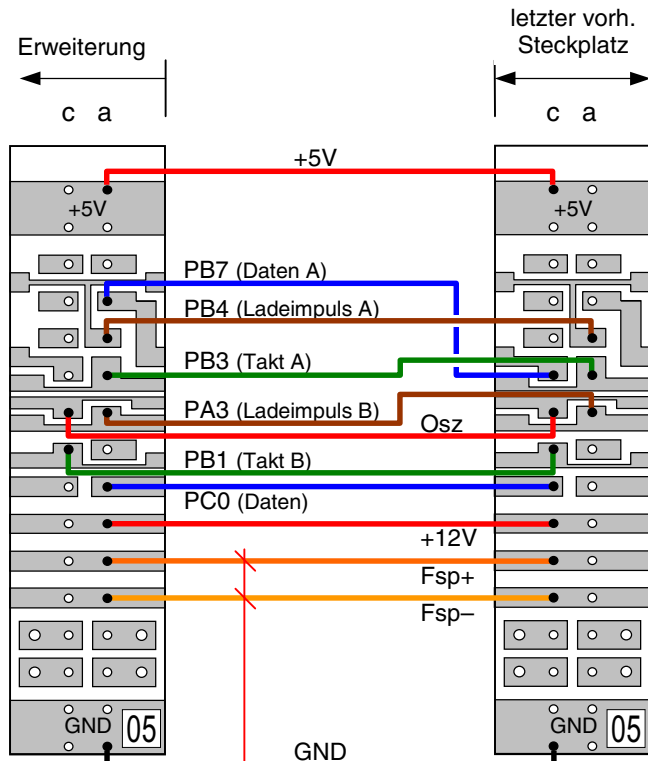 letzter vorh.
Erweiterung
Steckplatz
c a
c a
+5V
+5V
+5V
PB7 (Daten A)
PB4 (Ladeimpuls A)
PB3 (Takt A)
PA3 (Ladeimpuls B)
Osz
PB1 (Takt B)
PC0 (Daten)
+12V
Fsp+
Fsp–
GND 05
GND 05
GND